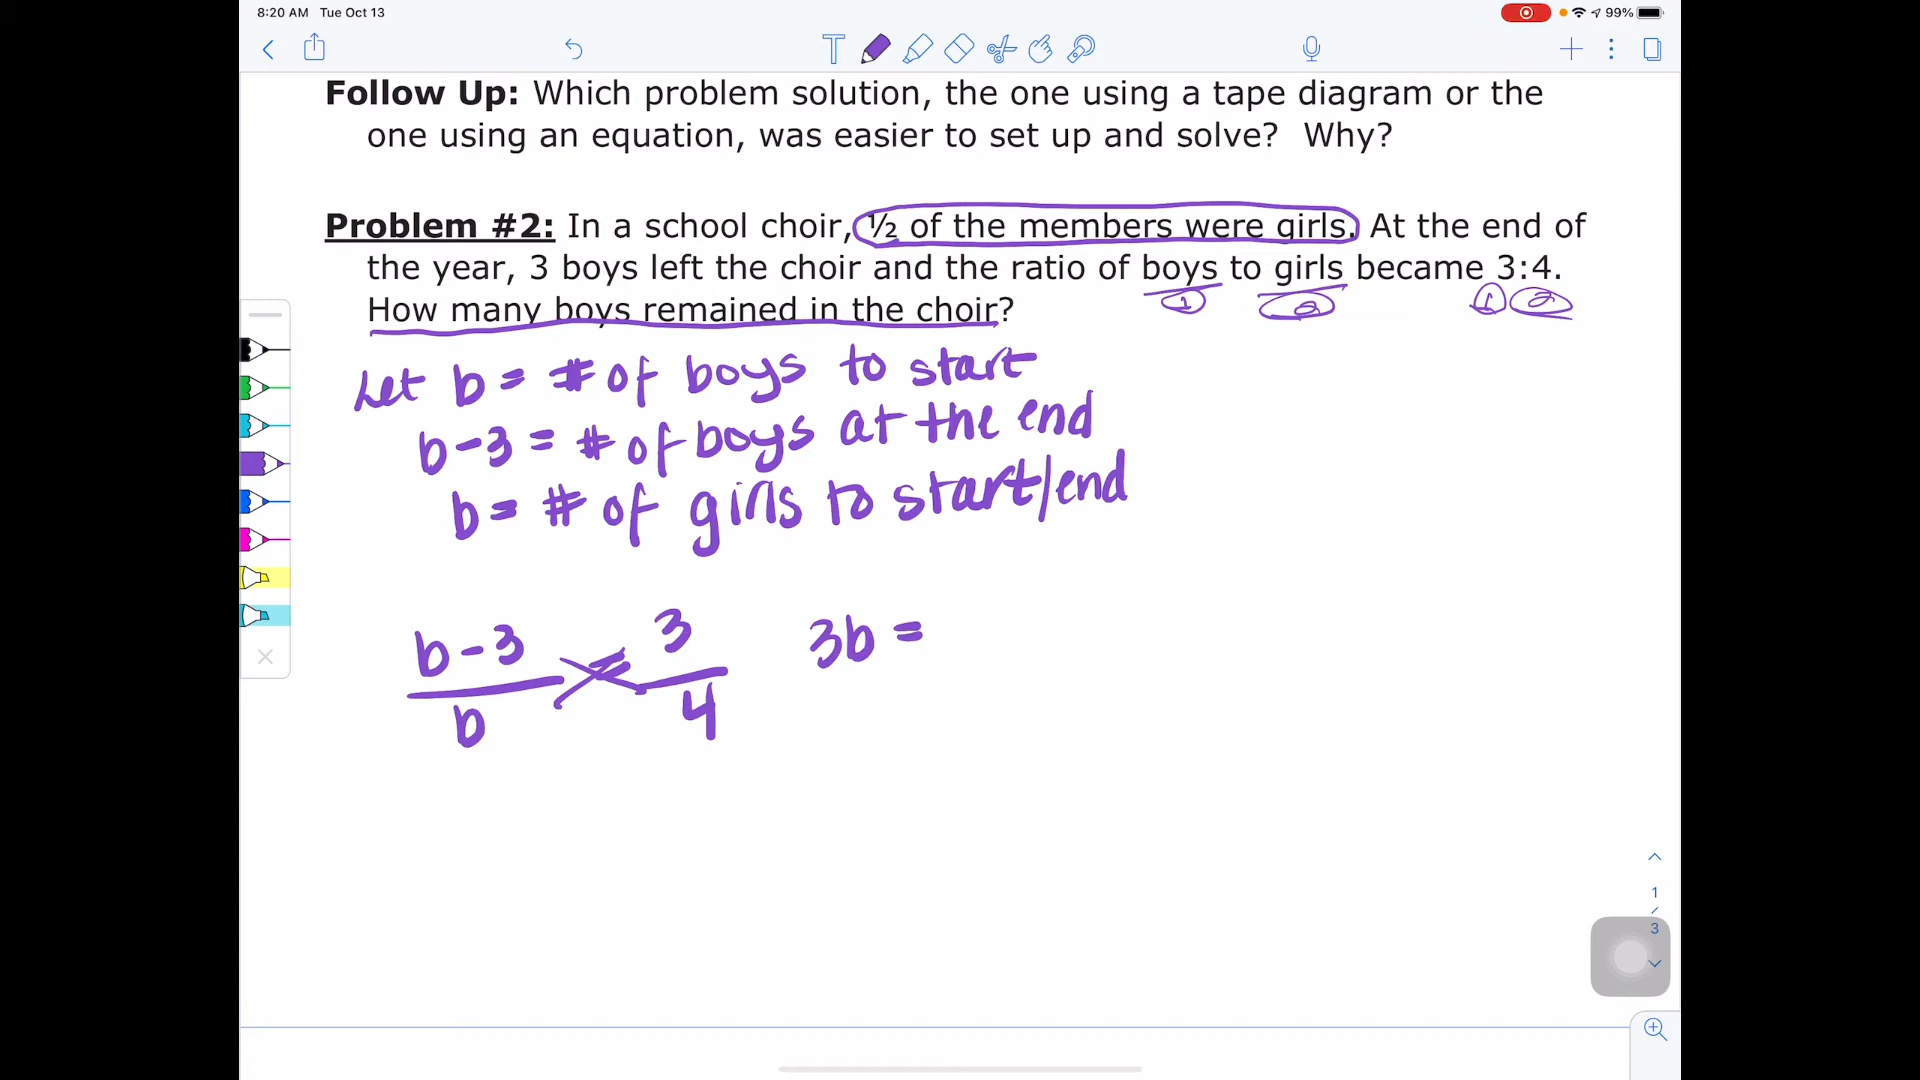 8:20 AM Tue Oct 13
99%
T
Follow Up: Which problem solution, the one using a tape diagram or the
one using an equation, was easier to set up and solve? Why?
Problem #2: In a school choir, ½ of the members were girls. At the end of
the year, 3 boys left the choir and the ratio of boys to girls became 3:4.
How many boys remained in the choir?
1 2 1 2
Let b = # of boys to start
b - 3 = # of boys at the end
b = # of girls to start/end
b - 3 = 3 3b =
b 4
1
/
3